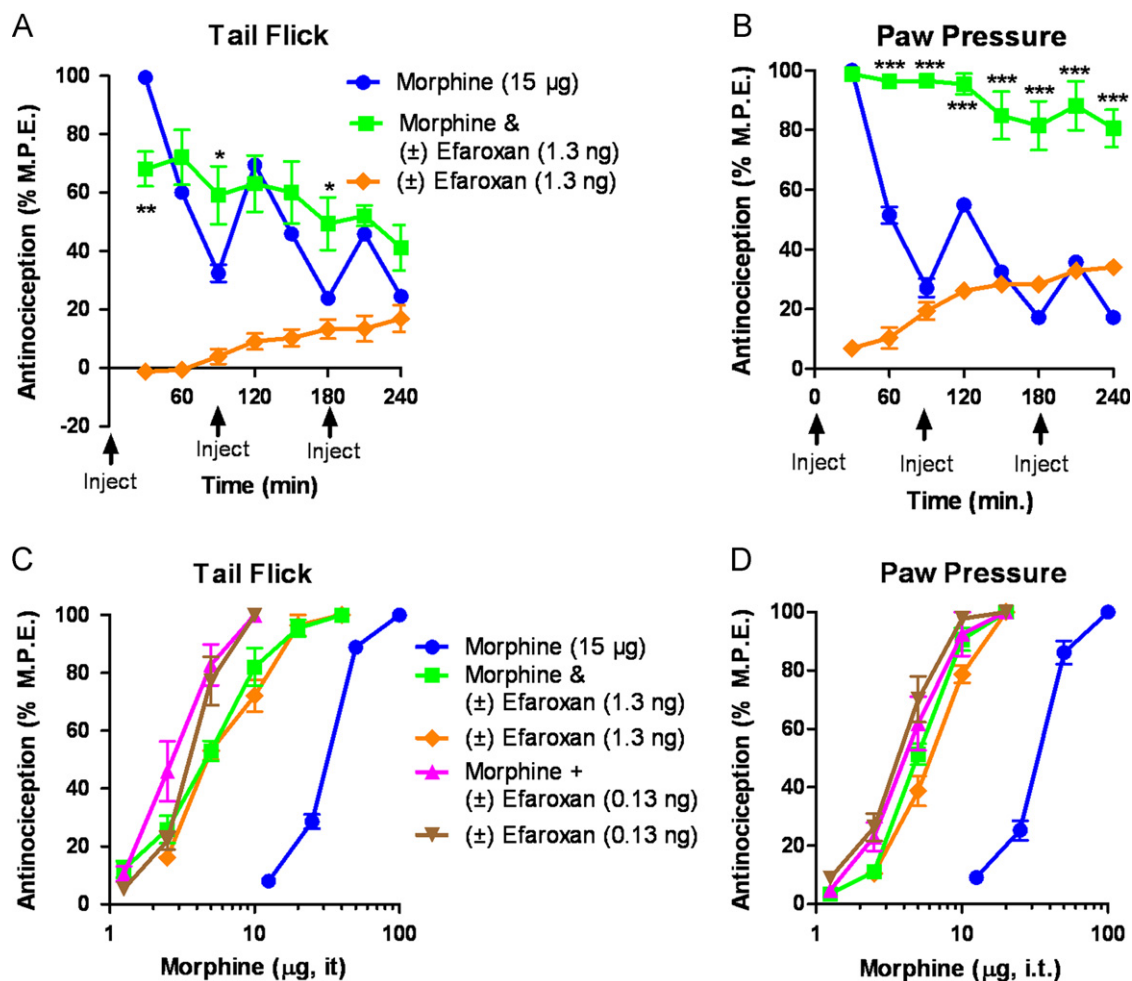 A
Tail Flick
Antinociception (% M.P.E.)
100
80
60
40
20
0
-20
60 120 180 240
** * *
Inject Inject Inject
Time (min)
Morphine (15 μg)
Morphine &
(±) Efaroxan (1.3 ng)
(±) Efaroxan (1.3 ng)
B
Paw Pressure
Antinociception (% M.P.E.)
100
80
60
40
20
0
0 60 120 180 240
*** *** *** *** *** *** ***
Inject Inject Inject
Time (min.)
C
Tail Flick
Antinociception (% M.P.E.)
100
80
60
40
20
0
1 10 100
Morphine (μg, it)
Morphine (15 μg)
Morphine &
(±) Efaroxan (1.3 ng)
(±) Efaroxan (1.3 ng)
Morphine +
(±) Efaroxan (0.13 ng)
(±) Efaroxan (0.13 ng)
D
Paw Pressure
Antinociception (% M.P.E.)
100
80
60
40
20
0
1 10 100
Morphine (μg, i.t.)